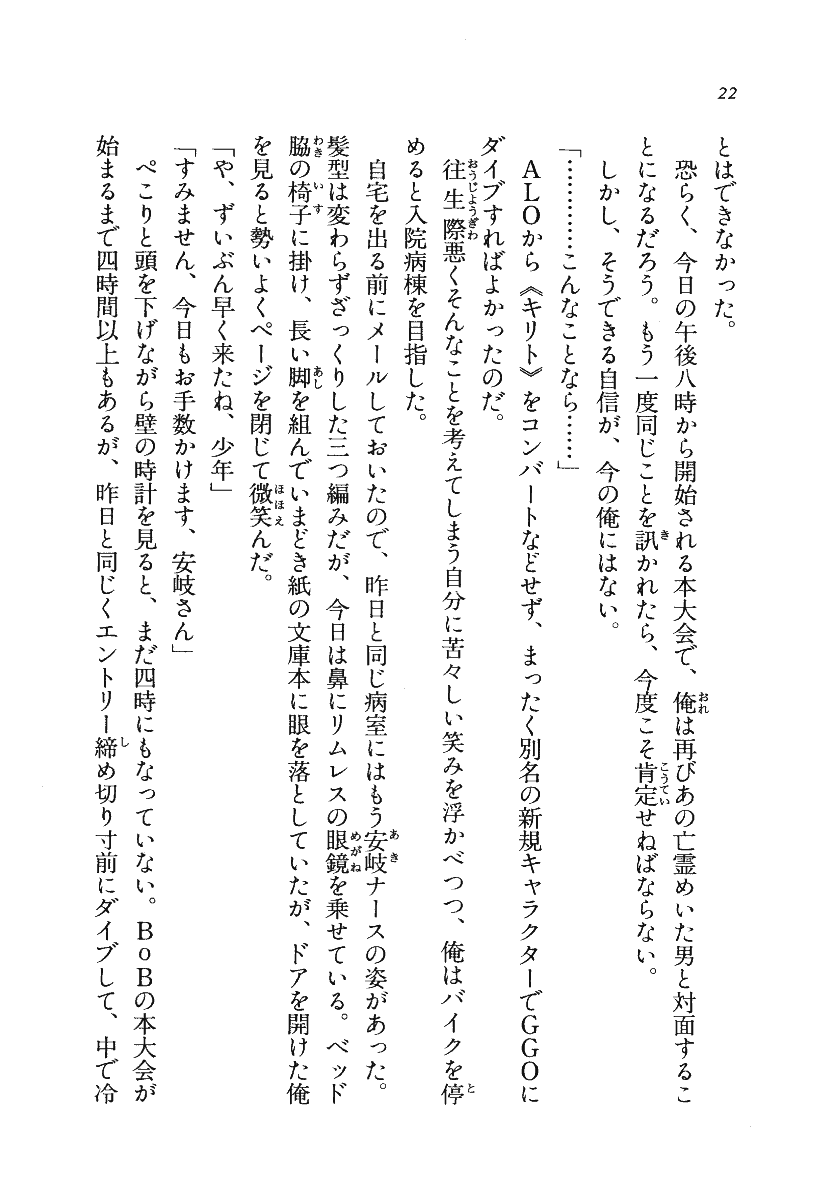 22
とはできなかった。
　恐らく、今日の午後八時から開始される本大会で、俺は再びあの亡霊めいた男と対面するこ
とになるだろう。もう一度同じことを訊かれたら、今度こそ肯定せねばならない。
　しかし、そうできる自信が、今の俺にはない。
「…………こんなことなら……」
　ALOから《キリト》をコンバートなどせず、まったく別名の新規キャラクターでGGOに
ダイブすればよかったのだ。
　往生際悪くそんなことを考えてしまう自分に苦々しい笑みを浮かべつつ、俺はバイクを停
めると入院病棟を目指した。
　自宅を出る前にメールしておいたので、昨日と同じ病室にはもう安岐ナースの姿があった。
髪型は変わらずざっくりした三つ編みだが、今日は鼻にリムレスの眼鏡を乗せている。ベッド
脇の椅子に掛け、長い脚を組んでいまどき紙の文庫本に眼を落としていたが、ドアを開けた俺
を見ると勢いよくページを閉じて微笑んだ。
「や、ずいぶん早く来たね、少年」
「すみません、今日もお手数かけます、安岐さん」
　ぺこりと頭を下げながら壁の時計を見ると、まだ四時にもなっていない。BoBの本大会が
始まるまで四時間以上もあるが、昨日と同じくエントリー締め切り寸前にダイブして、中で冷